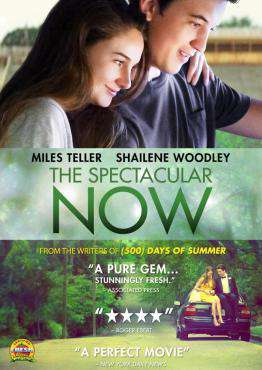 MILES TELLER SHAILENE WOODLEY
THE SPECTACULAR
NOW
FROM THE WRITERS OF (500) DAYS OF SUMMER
"A PURE GEM...
STUNNINGLY FRESH."
– ASSOCIATED PRESS
"★★★★"
– ROGER EBERT
"A PERFECT MOVIE"
– NEW YORK DAILY NEWS